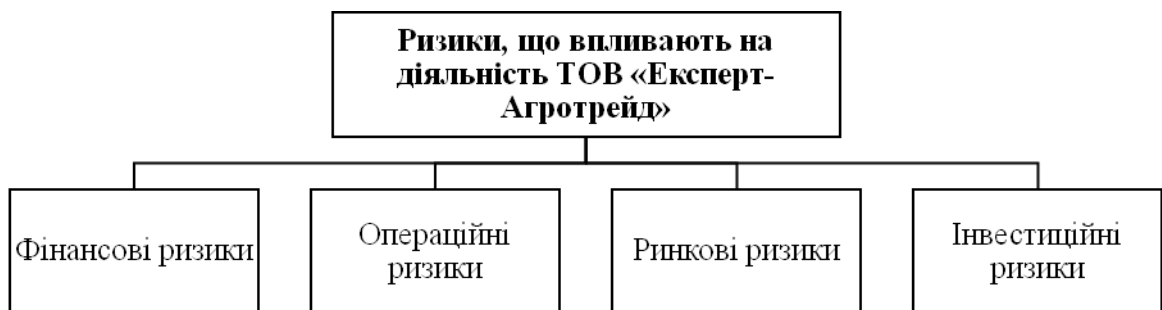 Ризики, що впливають на
діяльність ТОВ «Експерт-
Агротрейд»
Фінансові ризики
Операційні
ризики
Ринкові ризики
Інвестиційні
ризики